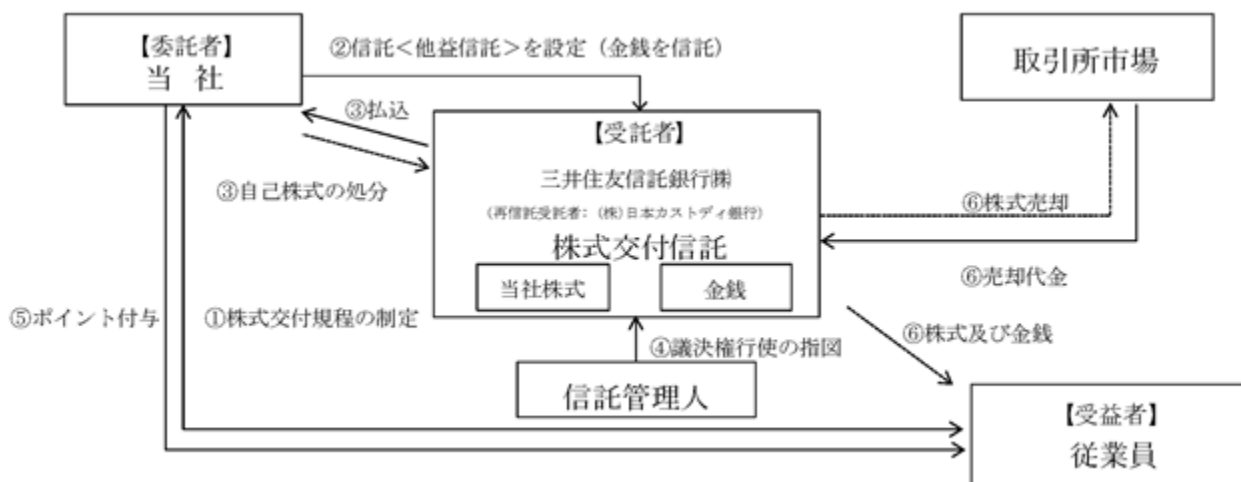 【委託者】
当 社
②信託<他益信託>を設定（金銭を信託）
取引所市場
③払込
③自己株式の処分
【受託者】
三井住友信託銀行㈱
（再信託受託者：（株）日本カストディ銀行）
株式交付信託
当社株式
金銭
⑥株式売却
⑥売却代金
⑤ポイント付与
①株式交付規程の制定
④議決権行使の指図
⑥株式及び金銭
信託管理人
【受益者】
従業員